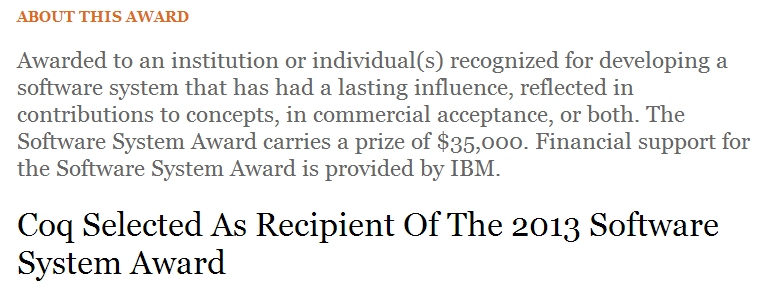 ABOUT THIS AWARD
Awarded to an institution or individual(s) recognized for developing a
software system that has had a lasting influence, reflected in
contributions to concepts, in commercial acceptance, or both. The
Software System Award carries a prize of $35,000. Financial support for
the Software System Award is provided by IBM.
Coq Selected As Recipient Of The 2013 Software
System Award